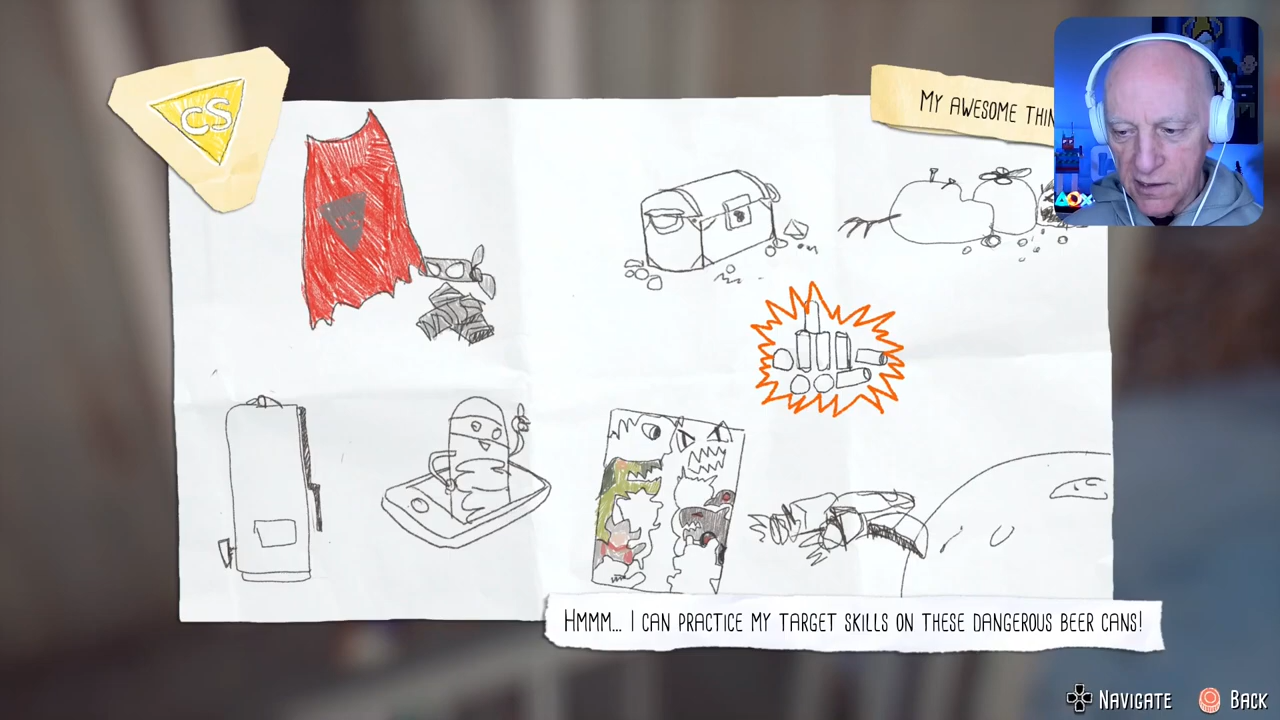 CS
MY AWESOME THIN
HMMM... I CAN PRACTICE MY TARGET SKILLS ON THESE DANGEROUS BEER CANS!
NAVIGATE
BACK